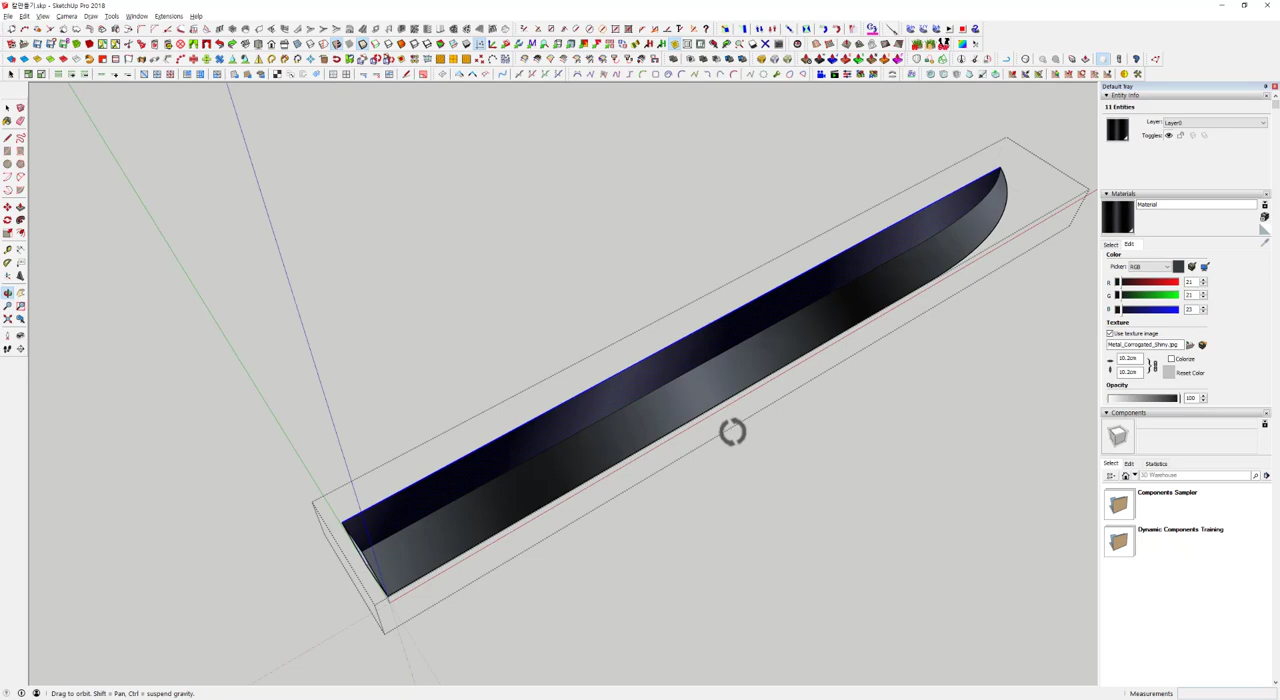 칼만들기.skp - SketchUp Pro 2018
File Edit View Camera Draw Tools Window Extensions Help
Default Tray
Entity Info
11 Entities
Layer: Layer0
Toggles:
Materials
Material
Select Edit
Color
Picker: RGB
R 21
G 21
B 23
Texture
Use texture image
Metal_Corrogated_Shiny.jpg
10.2cm Colorize
10.2cm Reset Color
Opacity
100
Components
Select Edit Statistics
3D Warehouse
Components Sampler
Dynamic Components Training
Drag to orbit. Shift = Pan, Ctrl = suspend gravity.
Measurements